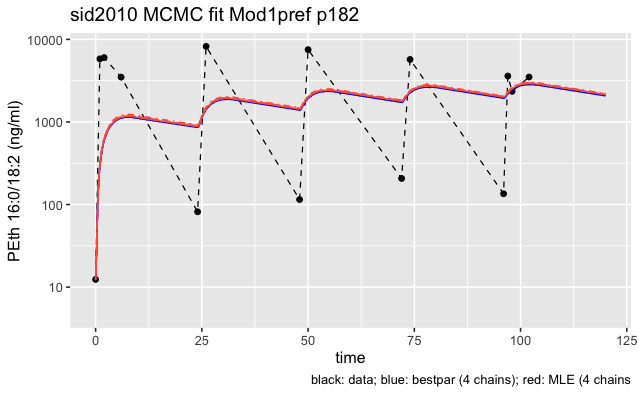 sid2010 MCMC fit Mod1pref p182
10000
1000
100
10
PEth 16:0/18:2 (ng/ml)
0
25
50
75
100
125
time
black: data; blue: bestpar (4 chains); red: MLE (4 chains